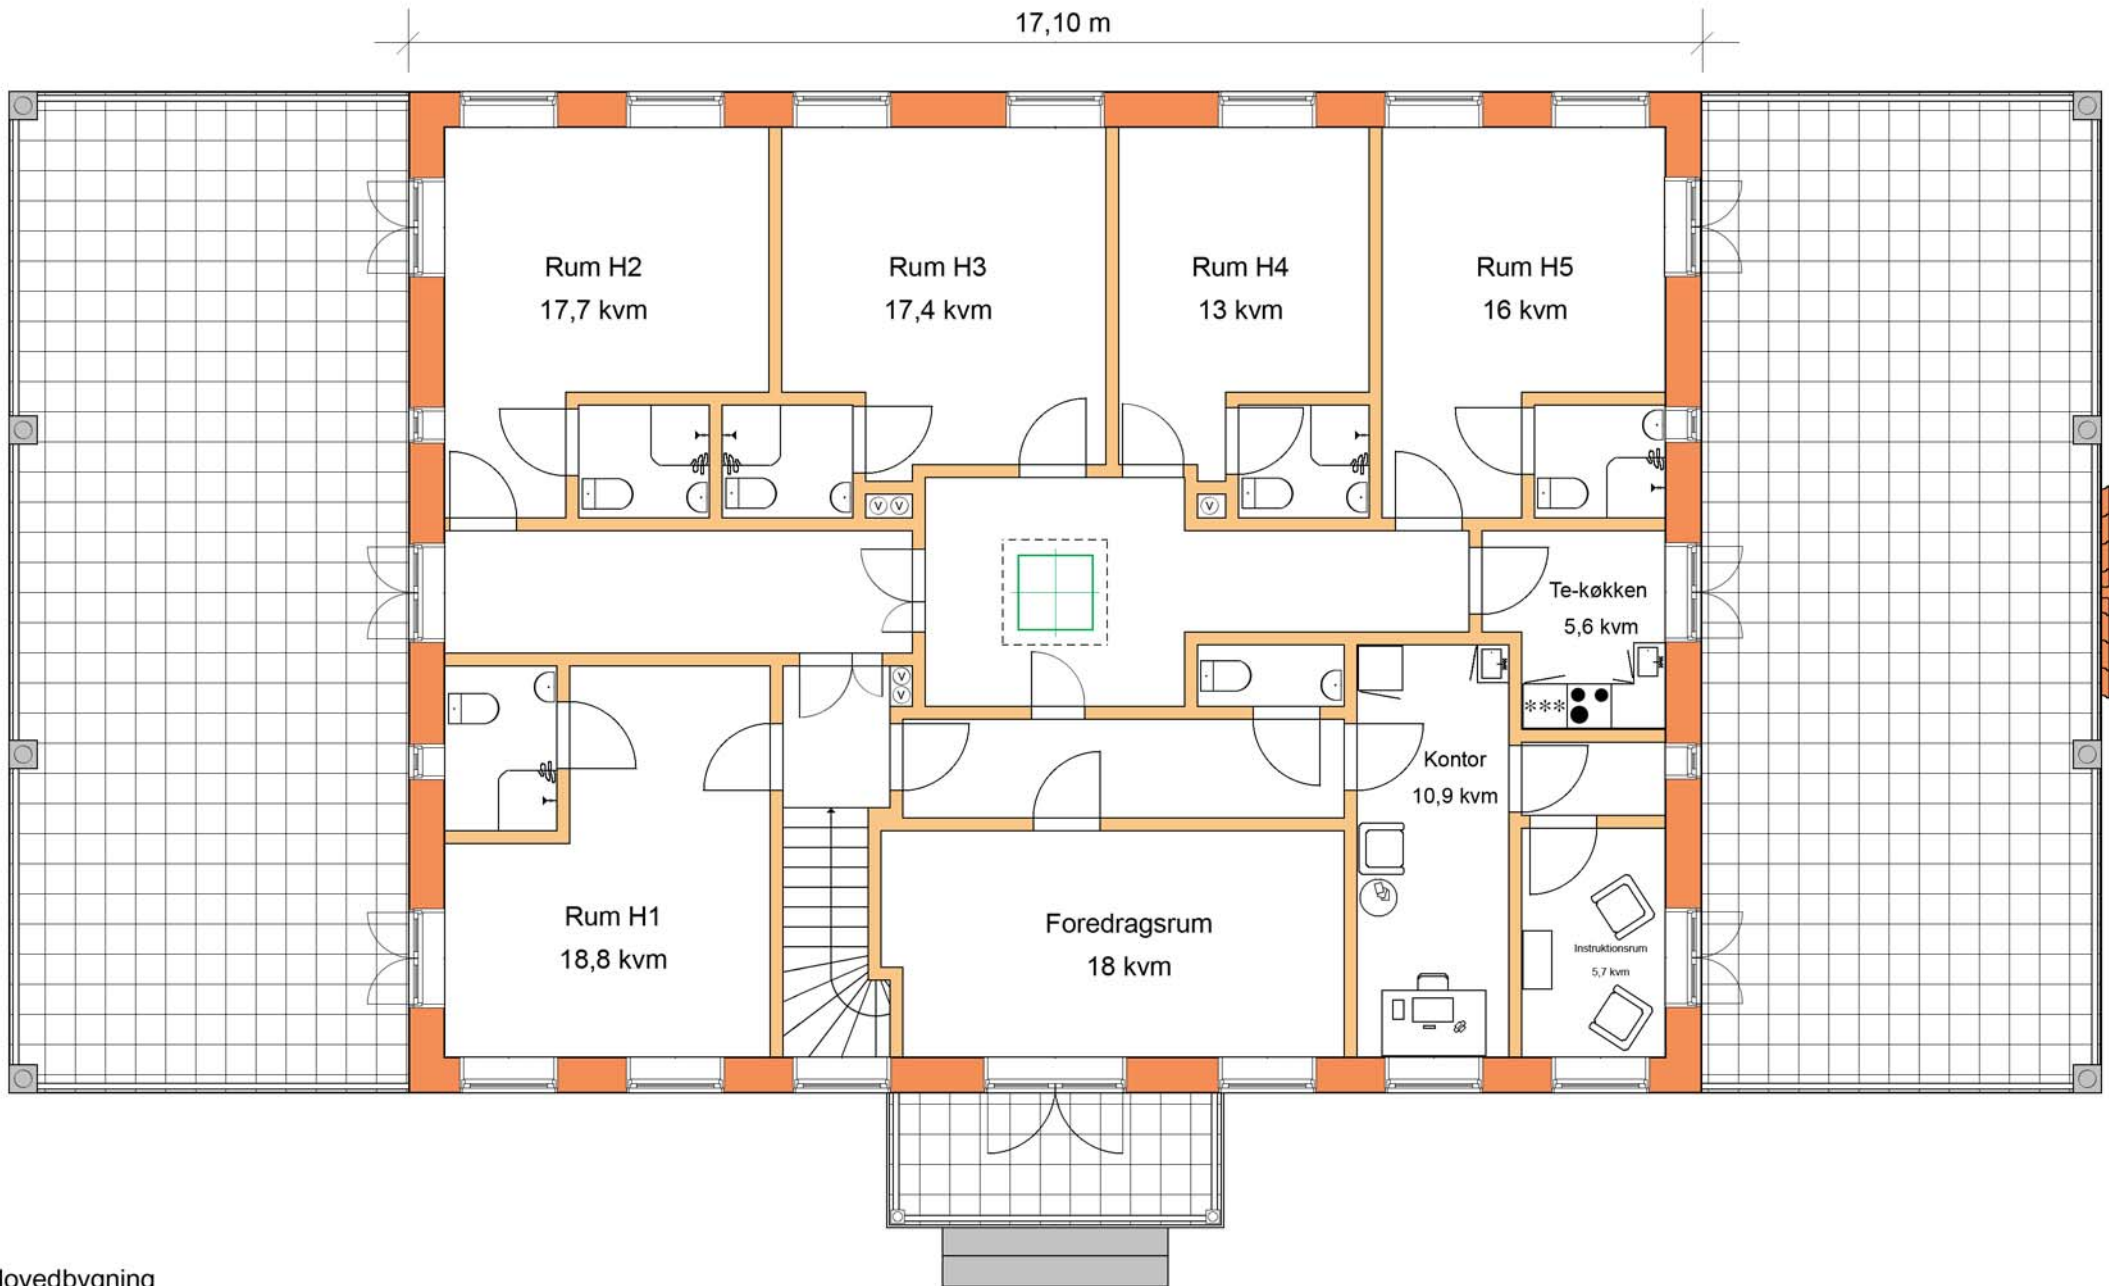 17,10 m
Rum H2
17,7 kvm
Rum H3
17,4 kvm
Rum H4
13 kvm
Rum H5
16 kvm
V V
V
Te-køkken
5,6 kvm
V
V
***
Kontor
10,9 kvm
Rum H1
18,8 kvm
Foredragsrum
18 kvm
Instruktionsrum
5,7 kvm
lovedbygning